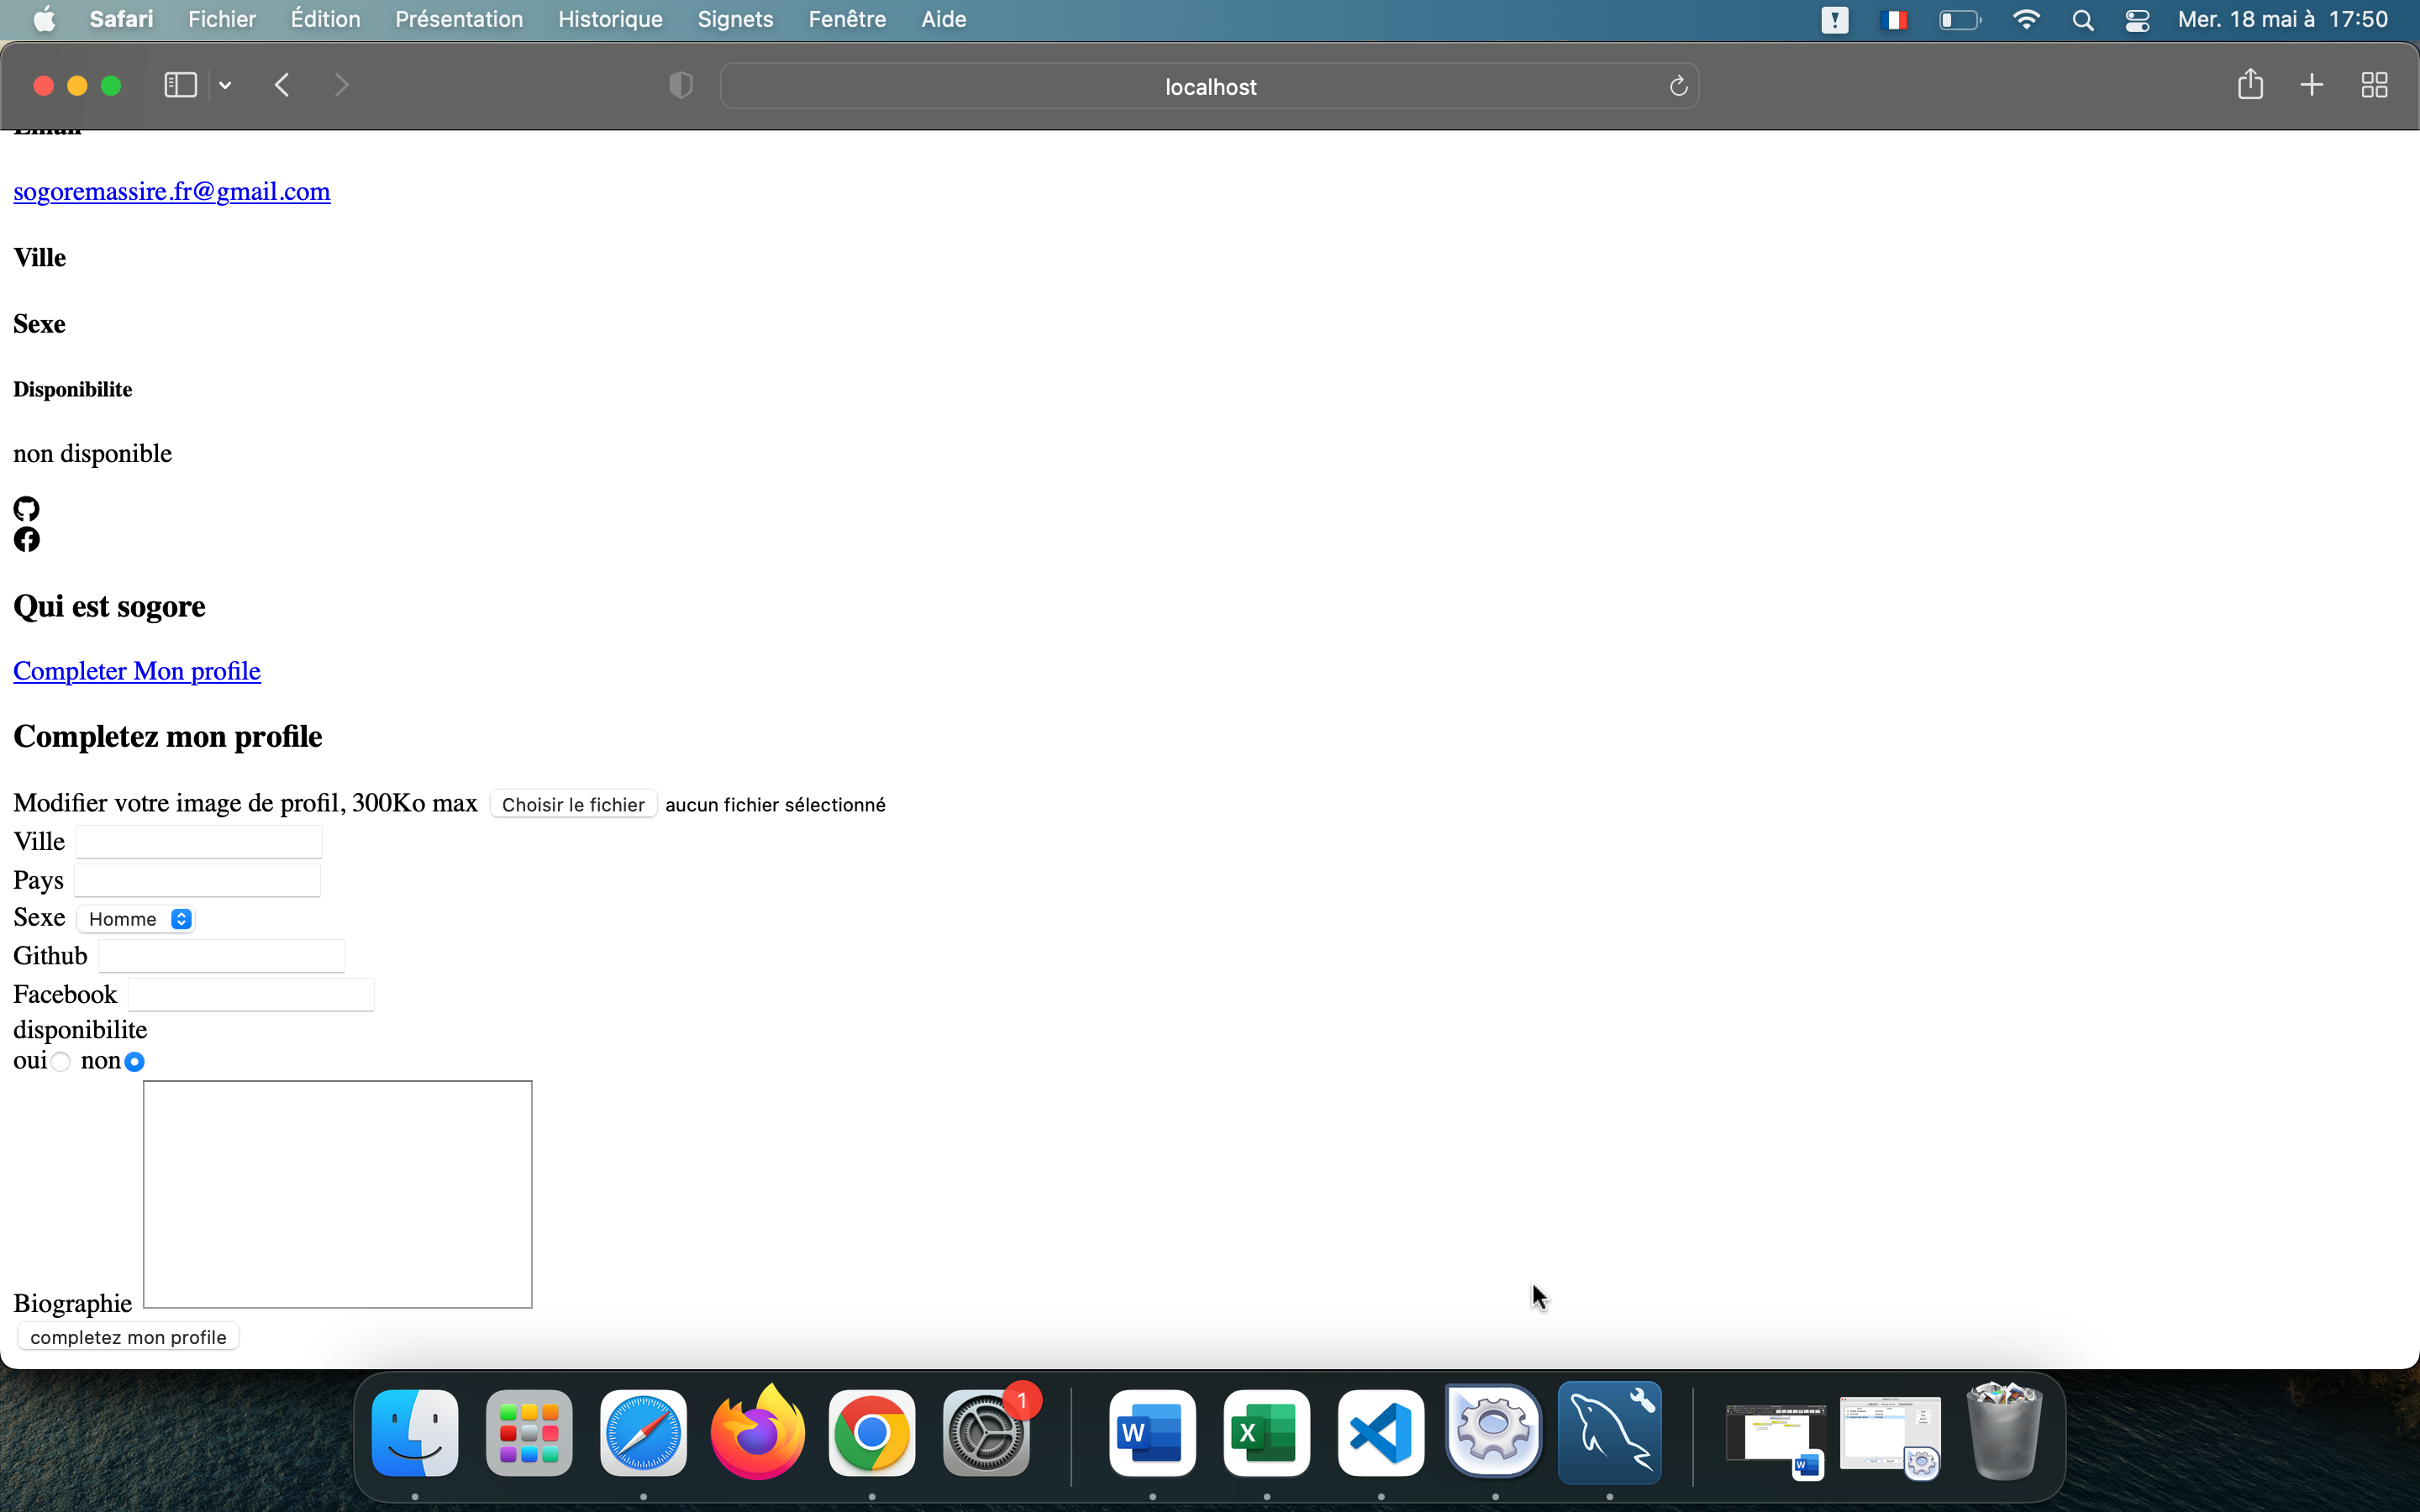 Safari Fichier Édition Présentation Historique Signets Fenêtre Aide Mer. 18 mai à 17:50
localhost
Email
sogoremassire.fr@gmail.com
Ville
Sexe
Disponibilite
non disponible
Qui est sogore
Completer Mon profile
Completez mon profile
Modifier votre image de profil, 300Ko max Choisir le fichier aucun fichier sélectionné
Ville
Pays
Sexe Homme
Github
Facebook
disponibilite
oui non
Biographie
completez mon profile
1
W X
W